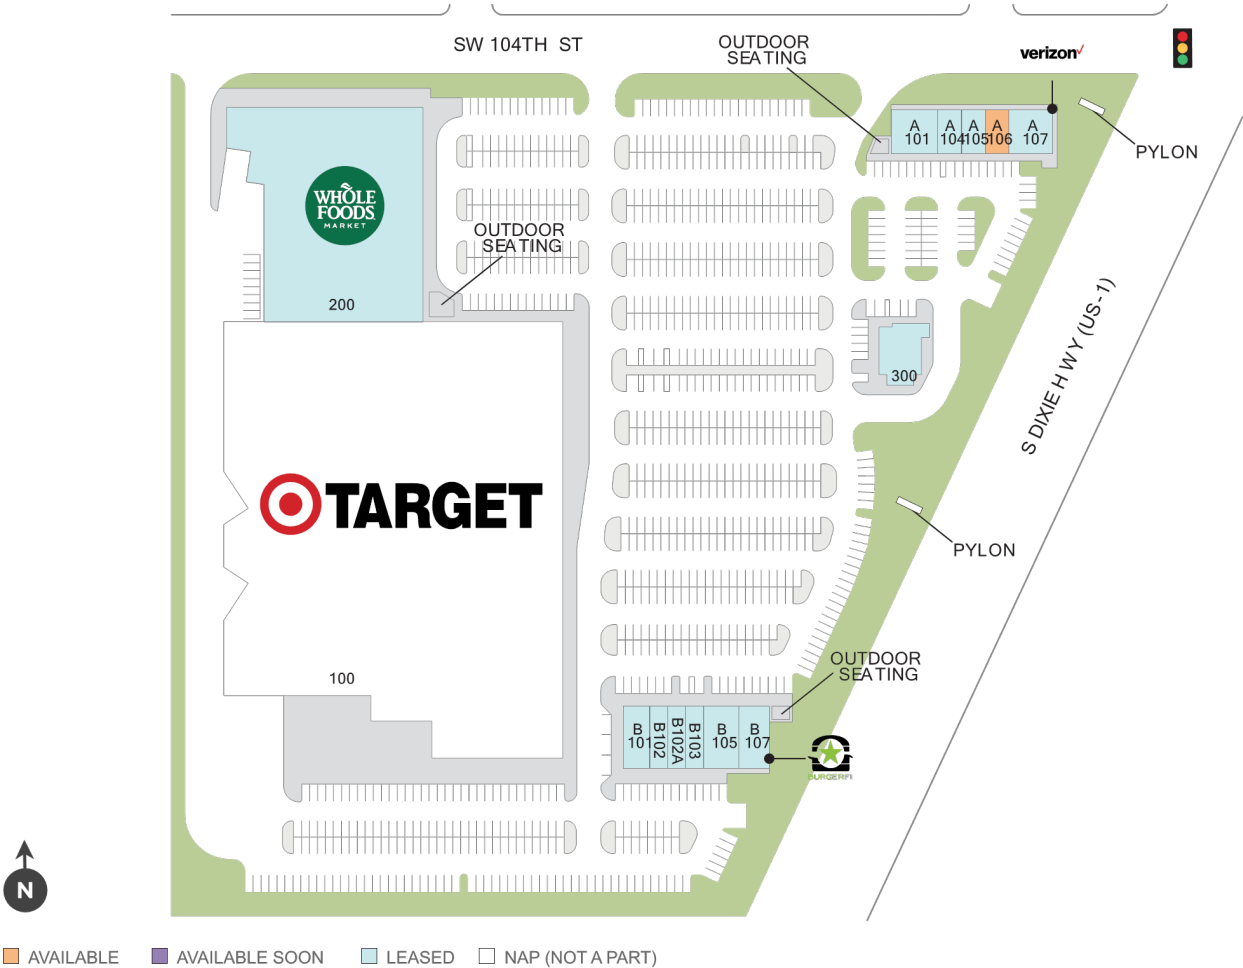 SW 104TH ST
OUTDOOR
SEATING
verizon
A
101
A
104
A
105
A
106
A
107
PYLON
WHOLE
FOODS
MARKET
OUTDOOR
SEATING
200
S DIXIE HWY (US-1)
300
TARGET
PYLON
100
OUTDOOR
SEATING
B
101
B102
B102A
B103
B
105
B
107
BURGERFI
N
AVAILABLE
AVAILABLE SOON
LEASED
NAP (NOT A PART)